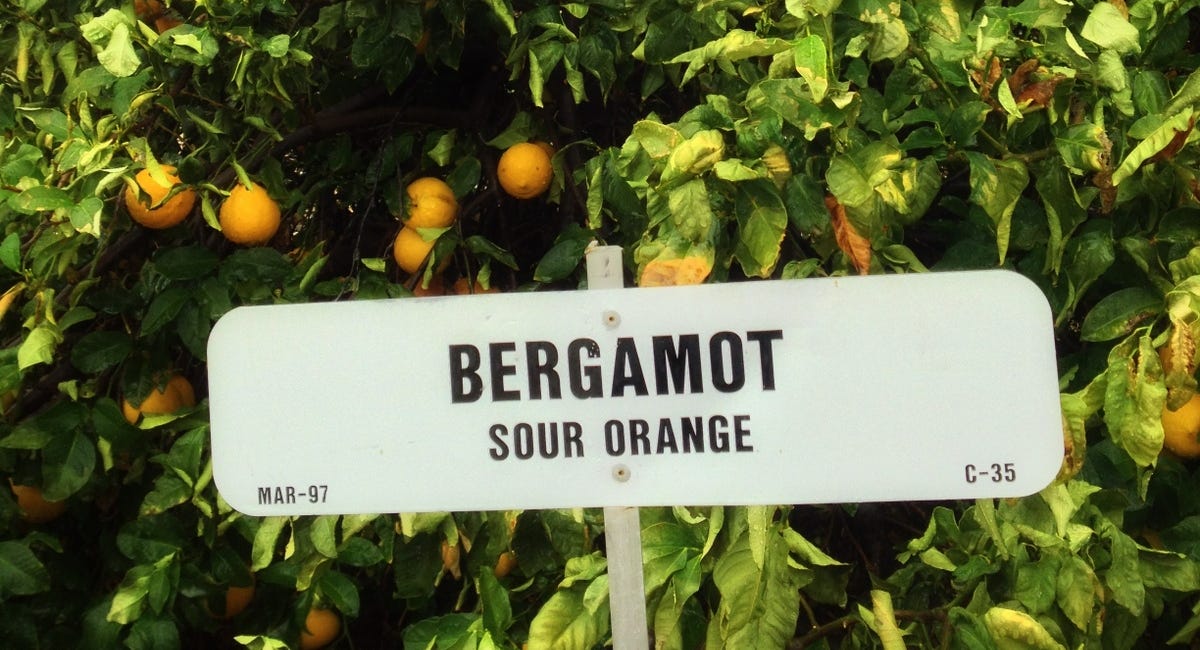 BERGAMOT
SOUR ORANGE
MAR-97
C-35